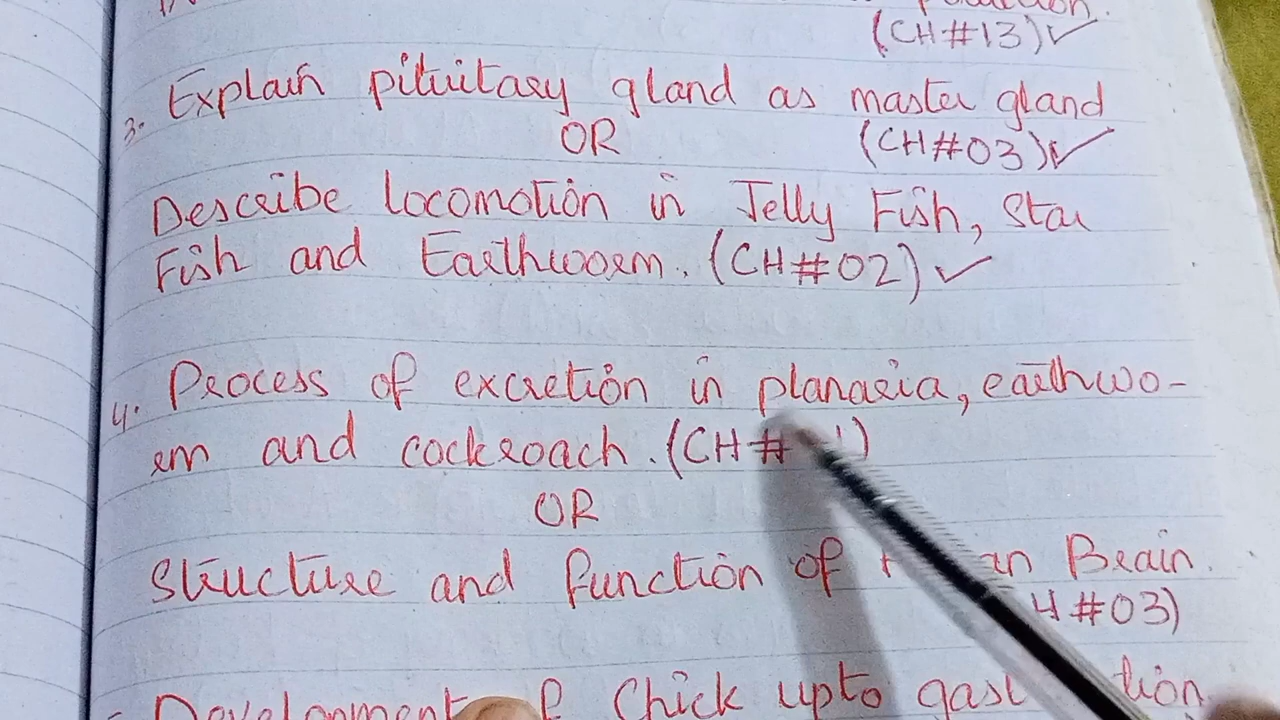 (CH#13)✓
3. Explain pituitary gland as master gland
OR (CH#03)✓
Describe locomotion in Jelly Fish, Star
Fish and Earthworm. (CH#02)✓
4. Process of excretion in planaria, earthwo-
rm and cockroach. (CH#
OR
Structure and function of Brain.
#03)
Development of Chick upto